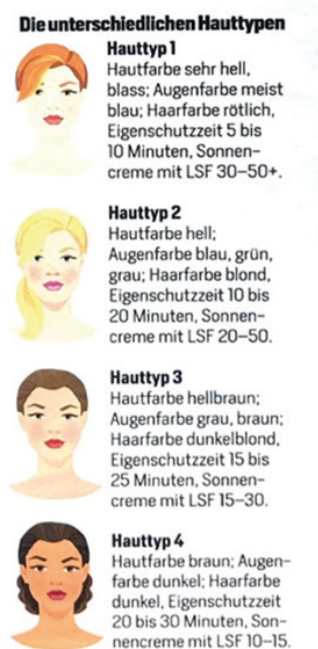 Die unterschiedlichen Hauttypen
Hauttyp 1
Hautfarbe sehr hell,
blass; Augenfarbe meist
blau; Haarfarbe rötlich,
Eigenschutzzeit 5 bis
10 Minuten, Sonnen-
creme mit LSF 30–50+.
Hauttyp 2
Hautfarbe hell;
Augenfarbe blau, grün,
grau; Haarfarbe blond,
Eigenschutzzeit 10 bis
20 Minuten, Sonnen-
creme mit LSF 20–50.
Hauttyp 3
Hautfarbe hellbraun;
Augenfarbe grau, braun;
Haarfarbe dunkelblond,
Eigenschutzzeit 15 bis
25 Minuten, Sonnen-
creme mit LSF 15–30.
Hauttyp 4
Hautfarbe braun; Augen-
farbe dunkel; Haarfarbe
dunkel, Eigenschutzzeit
20 bis 30 Minuten, Son-
nencreme mit LSF 10–15.